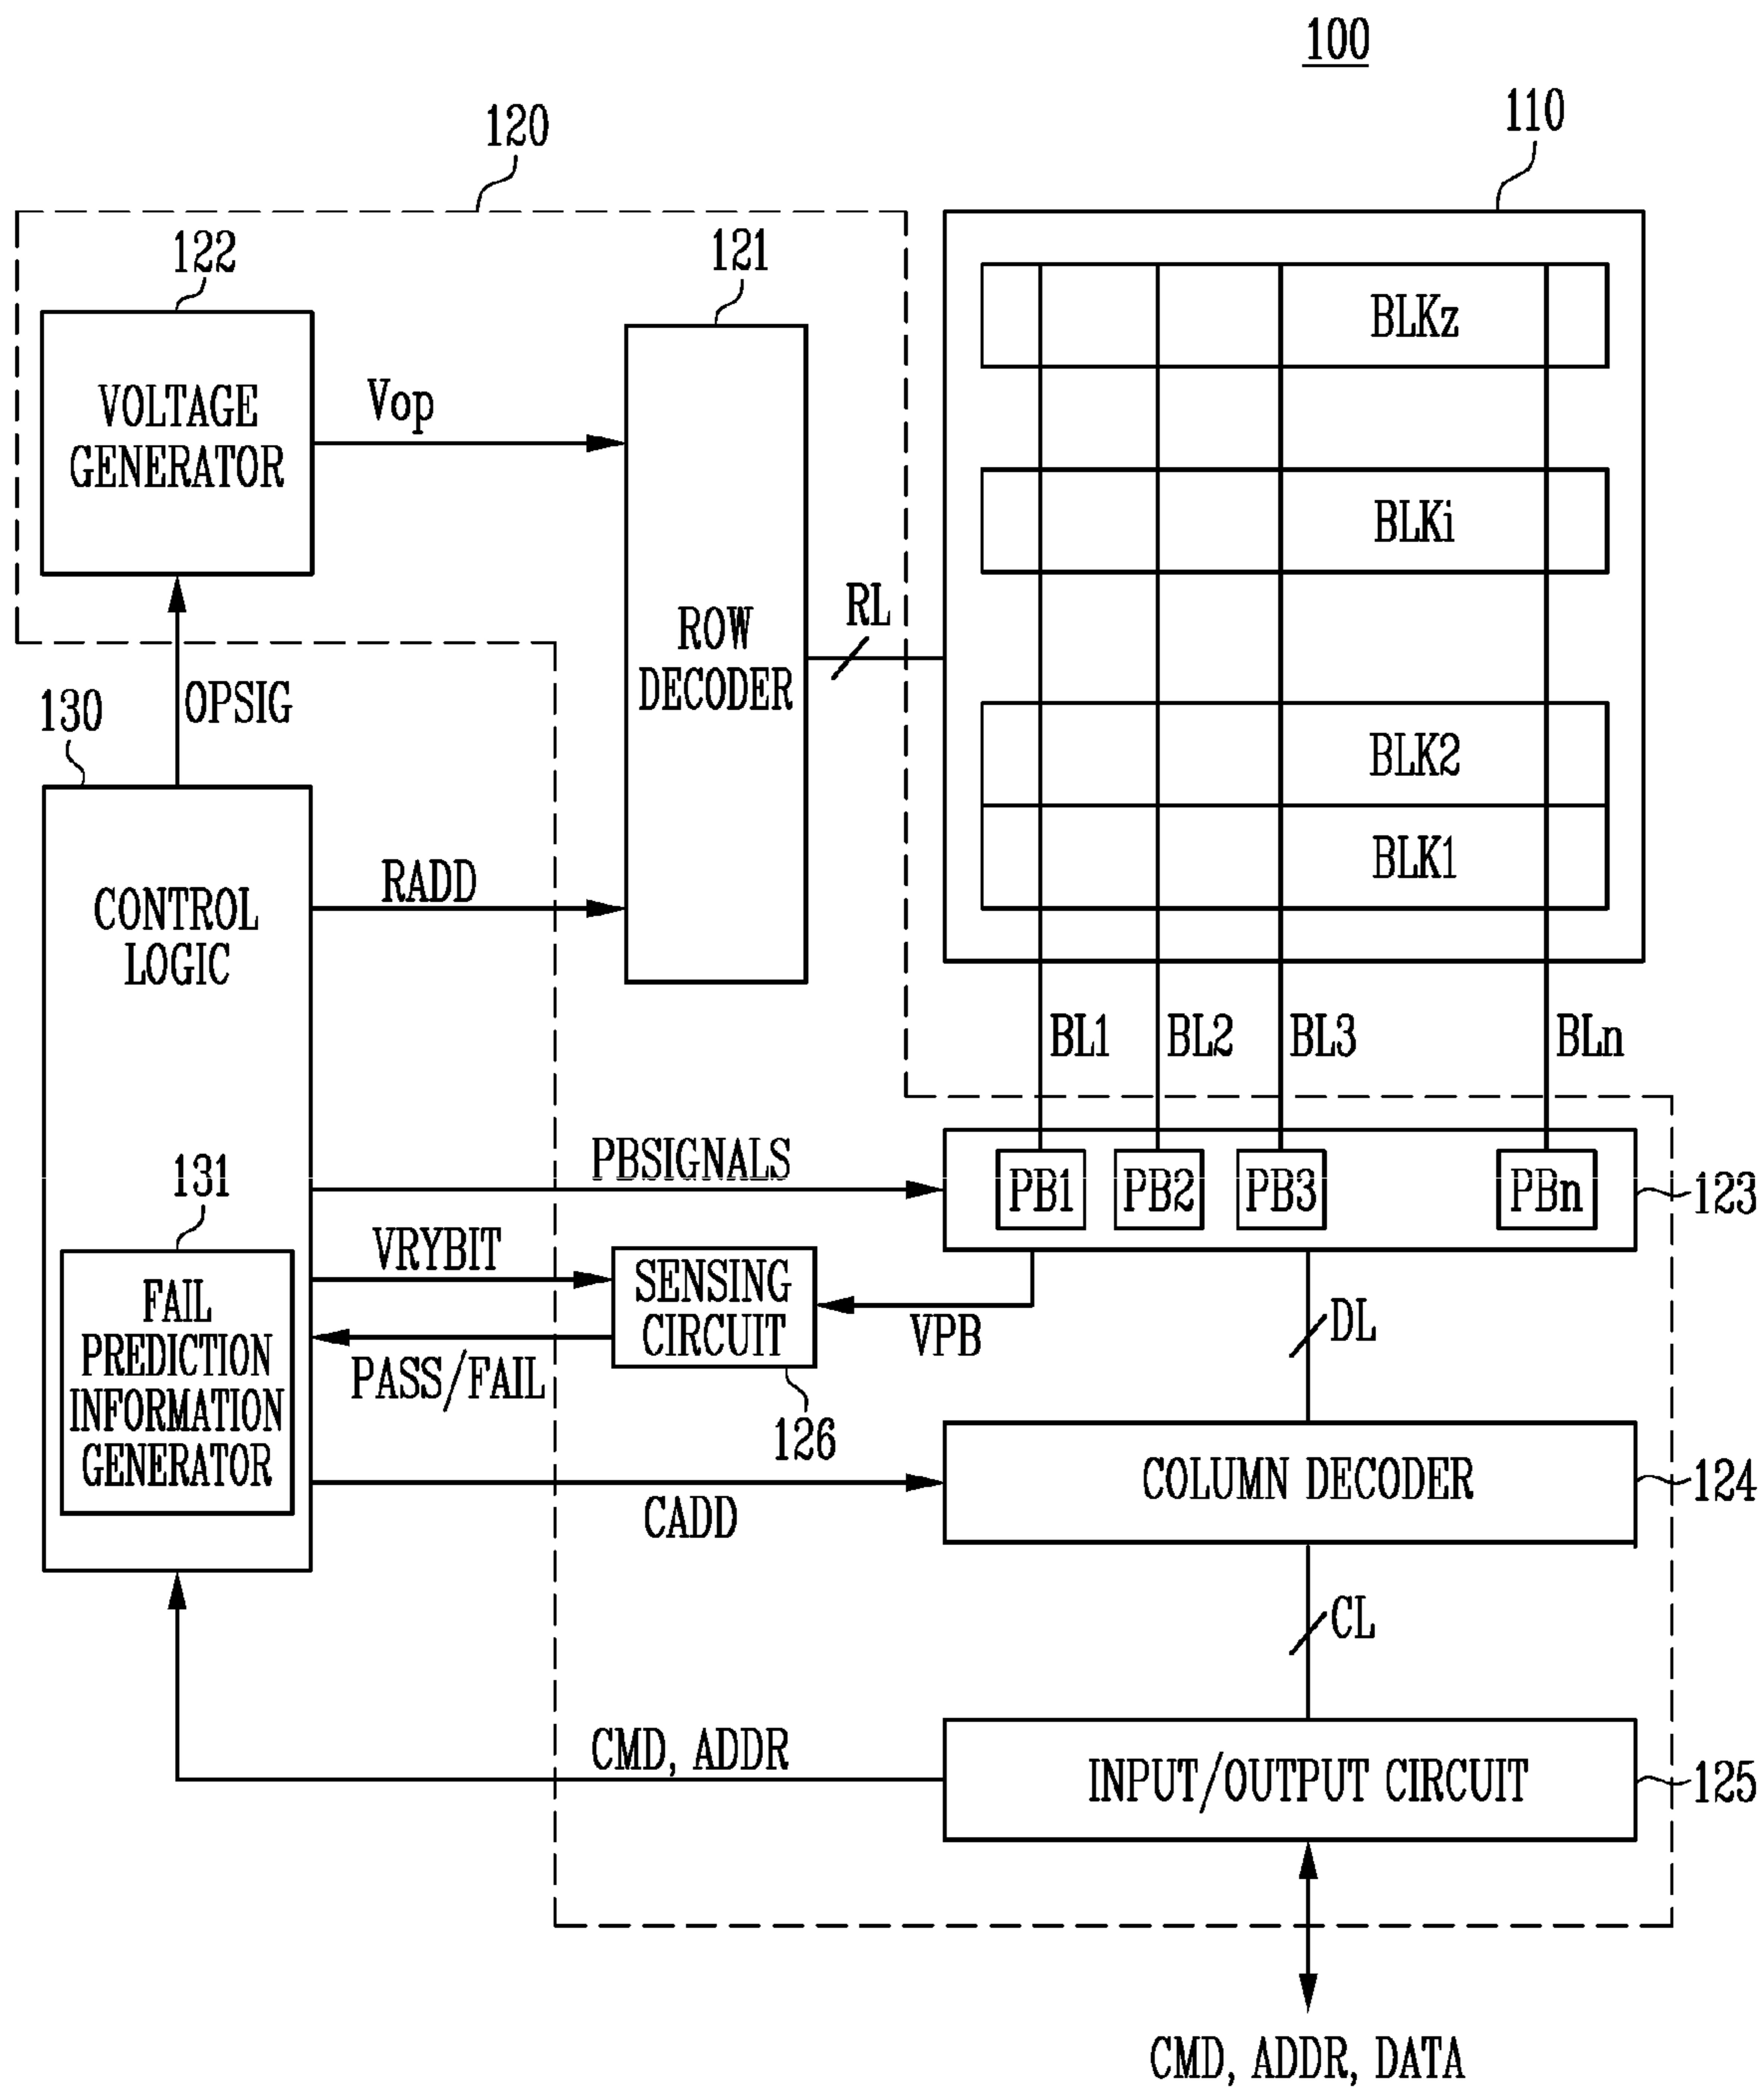 100
110
120
122
121
VOLTAGE
GENERATOR
Vop
BLKz
BLKi
RL
ROW
DECODER
OPSIG
130
BLK2
BLK1
RADD
CONTROL
LOGIC
BL1
BL2
BL3
BLn
PBSIGNALS
PB1
PB2
PB3
PBn
123
131
VRYBIT
SENSING
CIRCUIT
VPB
DL
FAIL
PREDICTION
INFORMATION
GENERATOR
PASS/FAIL
126
COLUMN DECODER
124
CADD
CL
CMD, ADDR
INPUT/OUTPUT CIRCUIT
125
CMD, ADDR, DATA